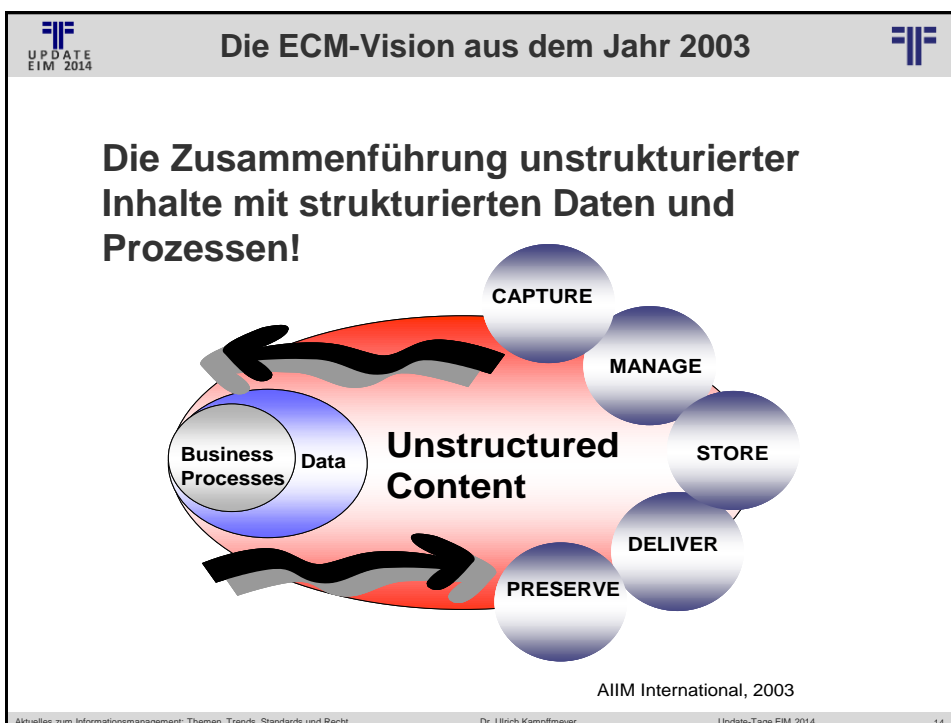 UPDATE
EIM 2014
Die ECM-Vision aus dem Jahr 2003
Die Zusammenführung unstrukturierter
Inhalte mit strukturierten Daten und
Prozessen!
CAPTURE
MANAGE
STORE
DELIVER
PRESERVE
Business
Processes
Data
Unstructured
Content
AIIM International, 2003
Aktuelles zum Informationsmanagement: Themen, Trends, Standards und Recht
Dr. Ulrich Kampffmeyer
Update-Tage EIM 2014
14